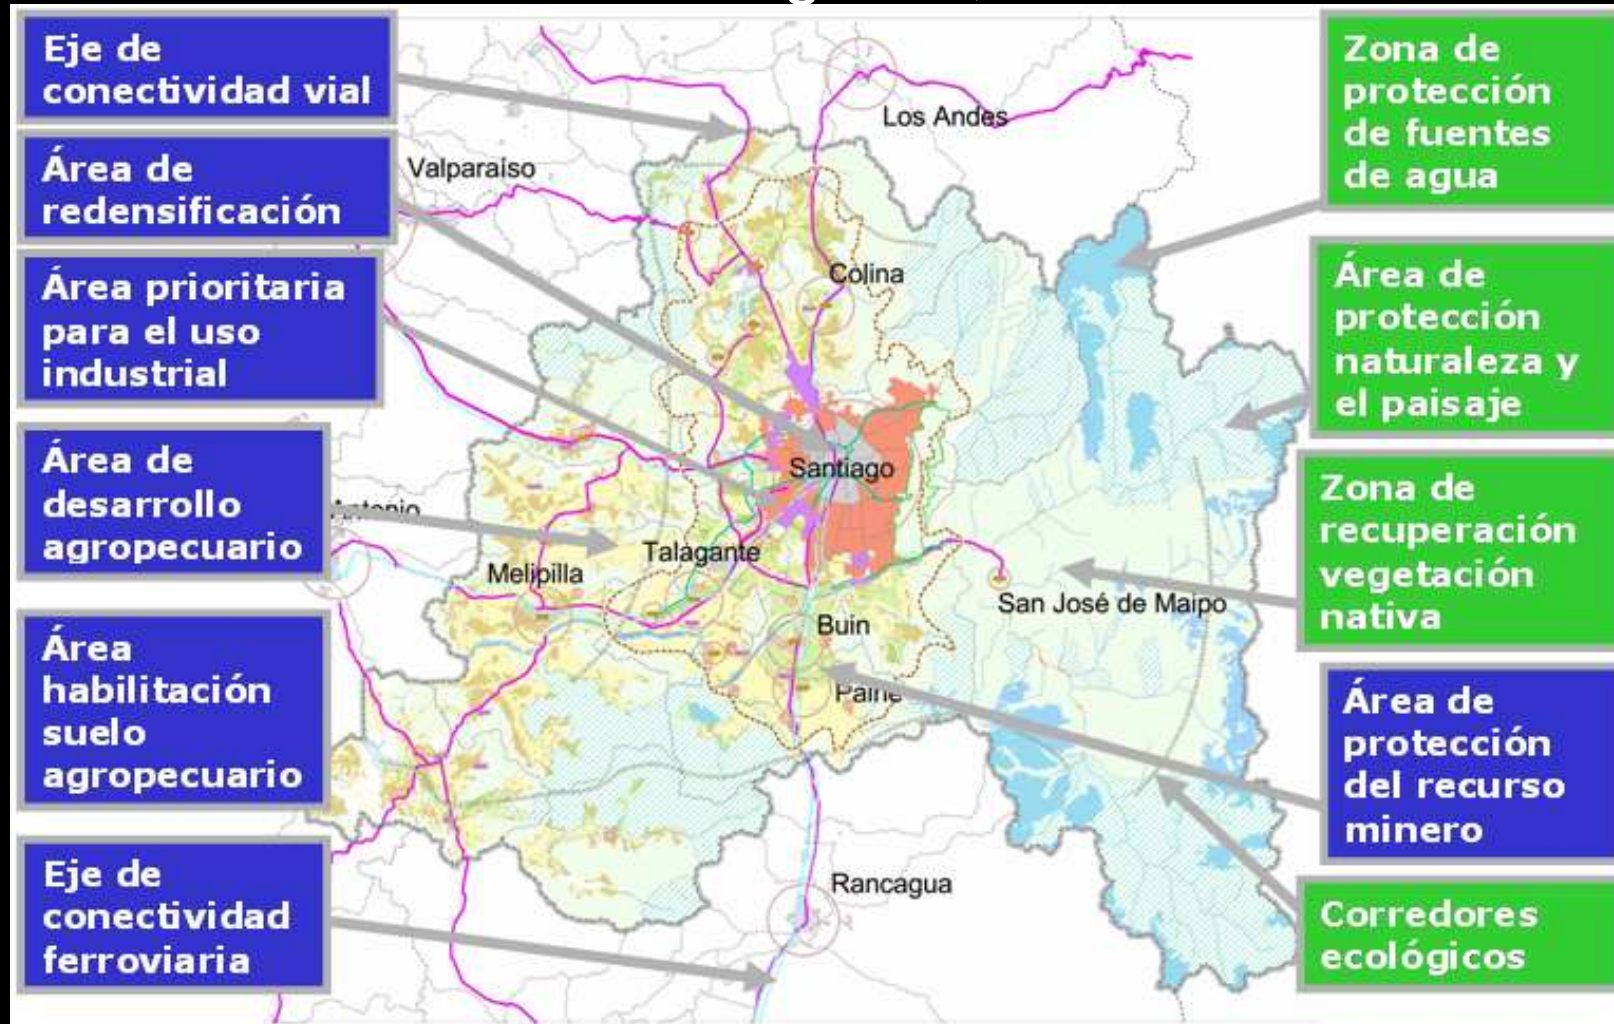 Eje de
conectividad vial
Área de
redensificación
Área prioritaria
para el uso
industrial
Área de
desarrollo
agropecuario
Área
habilitación
suelo
agropecuario
Eje de
conectividad
ferroviaria
Los Andes
Valparaíso
Colina
Santiago
Antonio
Talagante
Melipilla
San José de Maipo
Buin
Paine
Rancagua
Zona de
protección
de fuentes
de agua
Área de
protección
naturaleza y
el paisaje
Zona de
recuperación
vegetación
nativa
Área de
protección
del recurso
minero
Corredores
ecológicos